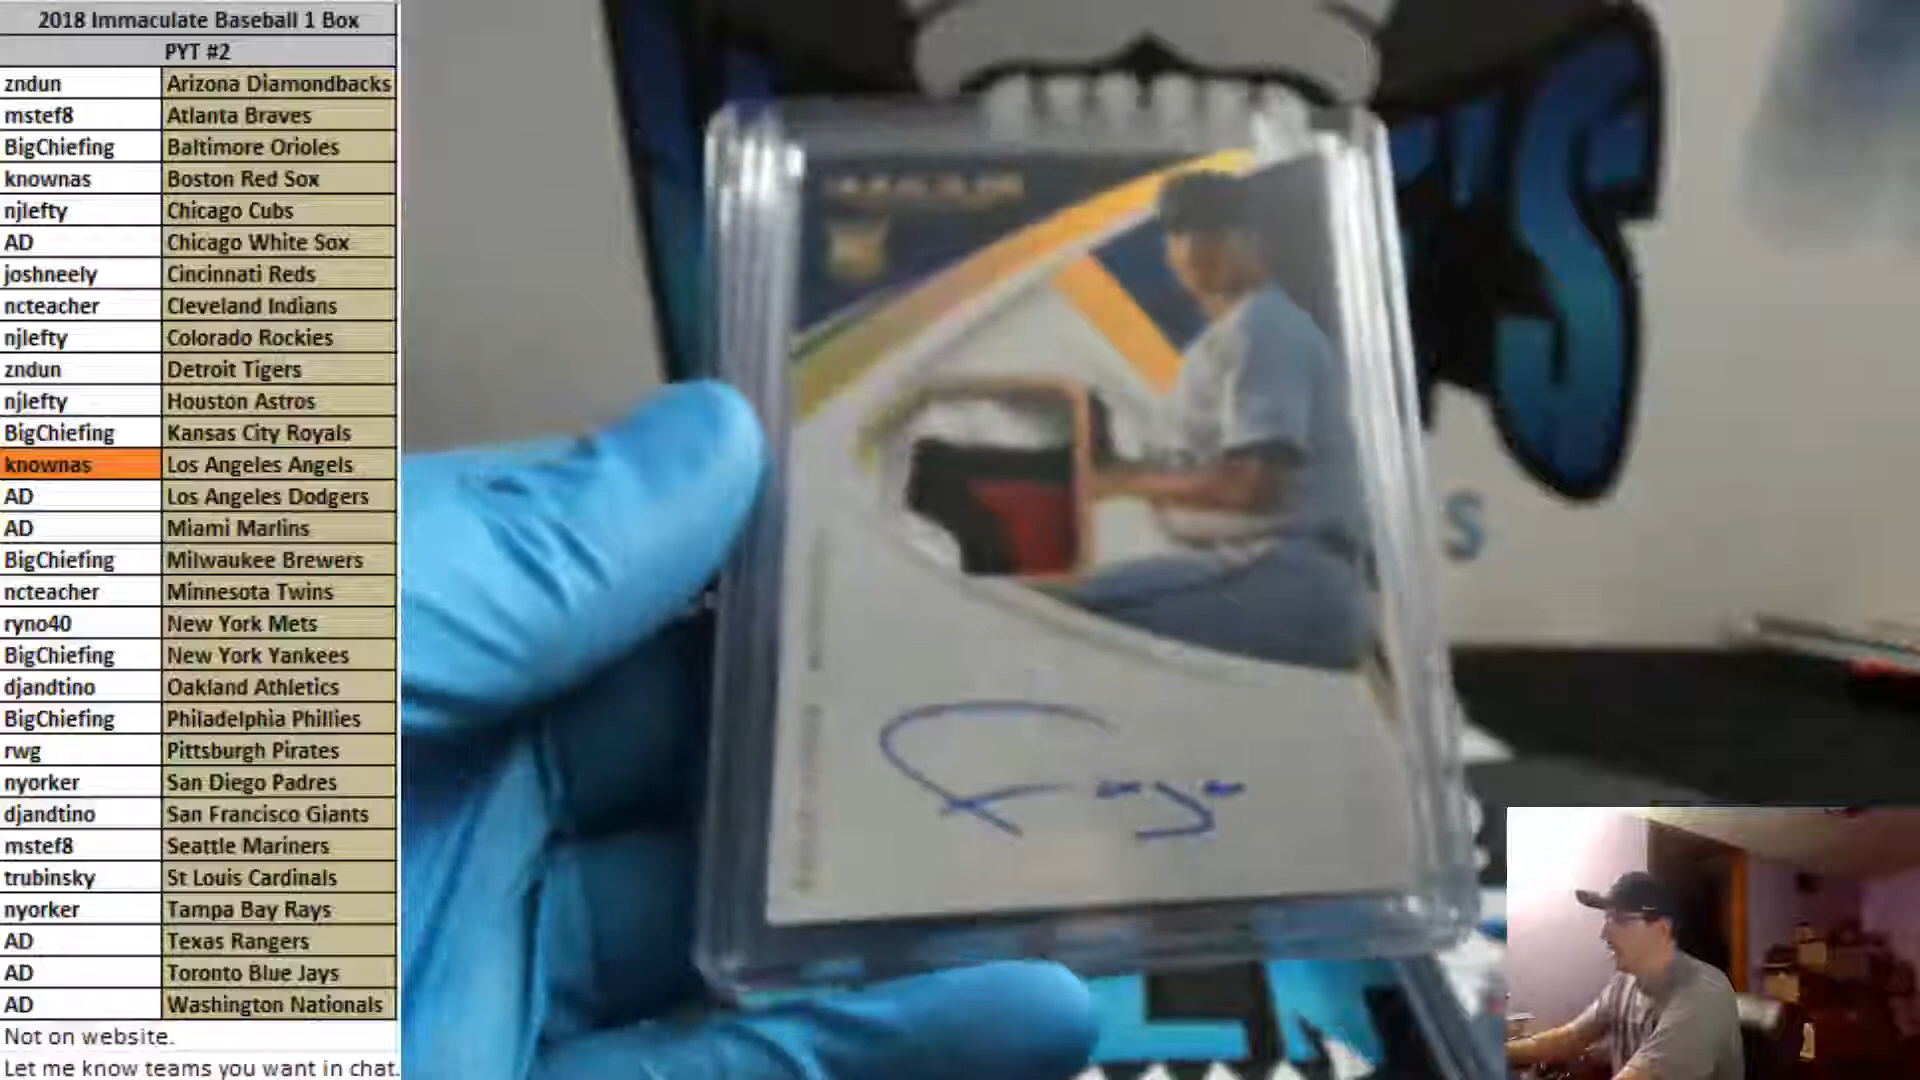 2018 Immaculate Baseball 1 Box
PYT #2
zndun Arizona Diamondbacks
mstef8 Atlanta Braves
BigChiefing Baltimore Orioles
knownas Boston Red Sox
njlefty Chicago Cubs
AD Chicago White Sox
joshneely Cincinnati Reds
ncteacher Cleveland Indians
njlefty Colorado Rockies
zndun Detroit Tigers
njlefty Houston Astros
BigChiefing Kansas City Royals
knownas Los Angeles Angels
AD Los Angeles Dodgers
AD Miami Marlins
BigChiefing Milwaukee Brewers
ncteacher Minnesota Twins
ryno40 New York Mets
BigChiefing New York Yankees
djandtino Oakland Athletics
BigChiefing Philadelphia Phillies
rwg Pittsburgh Pirates
nyorker San Diego Padres
djandtino San Francisco Giants
mstef8 Seattle Mariners
trubinsky St Louis Cardinals
nyorker Tampa Bay Rays
AD Texas Rangers
AD Toronto Blue Jays
AD Washington Nationals
Not on website.
Let me know teams you want in chat.
'S
S